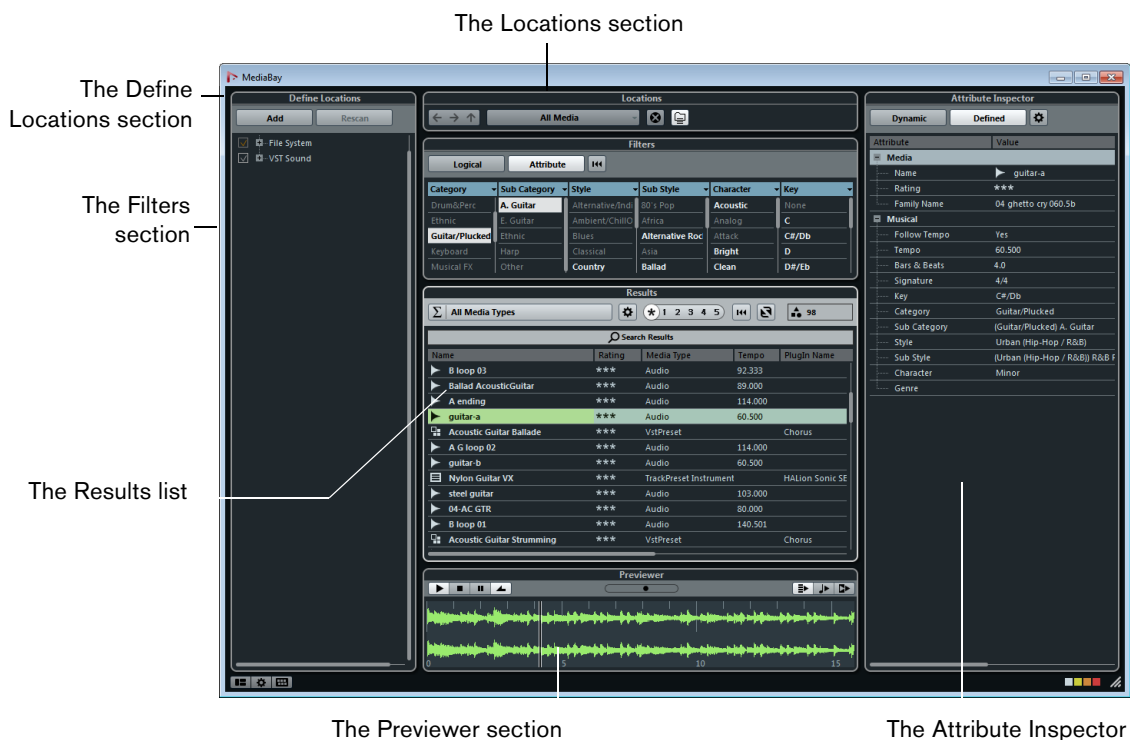 The Locations section
The Define
Locations section
The Filters
section
The Results list
The Previewer section
The Attribute Inspector
MediaBay
Define Locations
Add Rescan
File System
VST Sound
Locations
All Media
Filters
Logical Attribute
Category Sub Category Style Sub Style Character Key
Drum&Perc A. Guitar Alternative/Indi 80's Pop Acoustic None
Ethnic E. Guitar Ambient/ChillO Africa Analog C
Guitar/Plucked Ethnic Blues Alternative Roc Attack C#/Db
Keyboard Harp Classical Asia Bright D
Musical FX Other Country Ballad Clean D#/Eb
Results
All Media Types 1 2 3 4 5 98
Search Results
Name Rating Media Type Tempo PlugIn Name
B loop 03 *** Audio 92.333
Ballad AcousticGuitar *** Audio 89.000
A ending *** Audio 114.000
guitar-a *** Audio 60.500
Acoustic Guitar Ballade *** VstPreset Chorus
A G loop 02 *** Audio 114.000
guitar-b *** Audio 60.500
Nylon Guitar VX *** TrackPreset Instrument HALion Sonic SE
steel guitar *** Audio 103.000
04-AC GTR *** Audio 80.000
B loop 01 *** Audio 140.501
Acoustic Guitar Strumming *** VstPreset Chorus
Previewer
0 5 10 15
Attribute Inspector
Dynamic Defined
Attribute Value
Media
Name guitar-a
Rating ***
Family Name 04 ghetto cry 060.5b
Musical
Follow Tempo Yes
Tempo 60.500
Bars & Beats 4.0
Signature 4/4
Key C#/Db
Category Guitar/Plucked
Sub Category (Guitar/Plucked) A. Guitar
Style Urban (Hip-Hop / R&B)
Sub Style (Urban (Hip-Hop / R&B)) R&B F
Character Minor
Genre